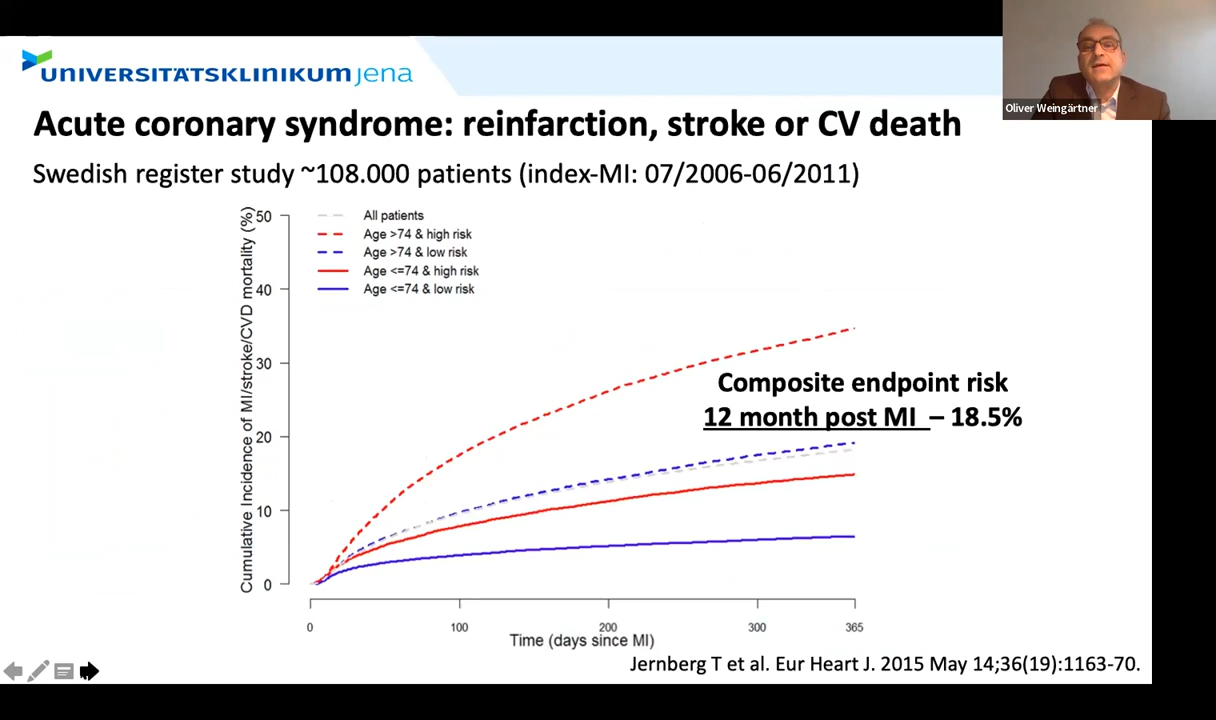 UNIVERSITÄTSKLINIKUM jena
Oliver Weingärtner
Acute coronary syndrome: reinfarction, stroke or CV death
Swedish register study ~108.000 patients (index-MI: 07/2006-06/2011)
Cumulative Incidence of MI/stroke/CVD mortality (%)
50
40
30
20
10
0
All patients
Age >74 & high risk
Age >74 & low risk
Age <=74 & high risk
Age <=74 & low risk
Composite endpoint risk
12 month post MI – 18.5%
0 100 200 300 365
Time (days since MI)
Jernberg T et al. Eur Heart J. 2015 May 14;36(19):1163-70.